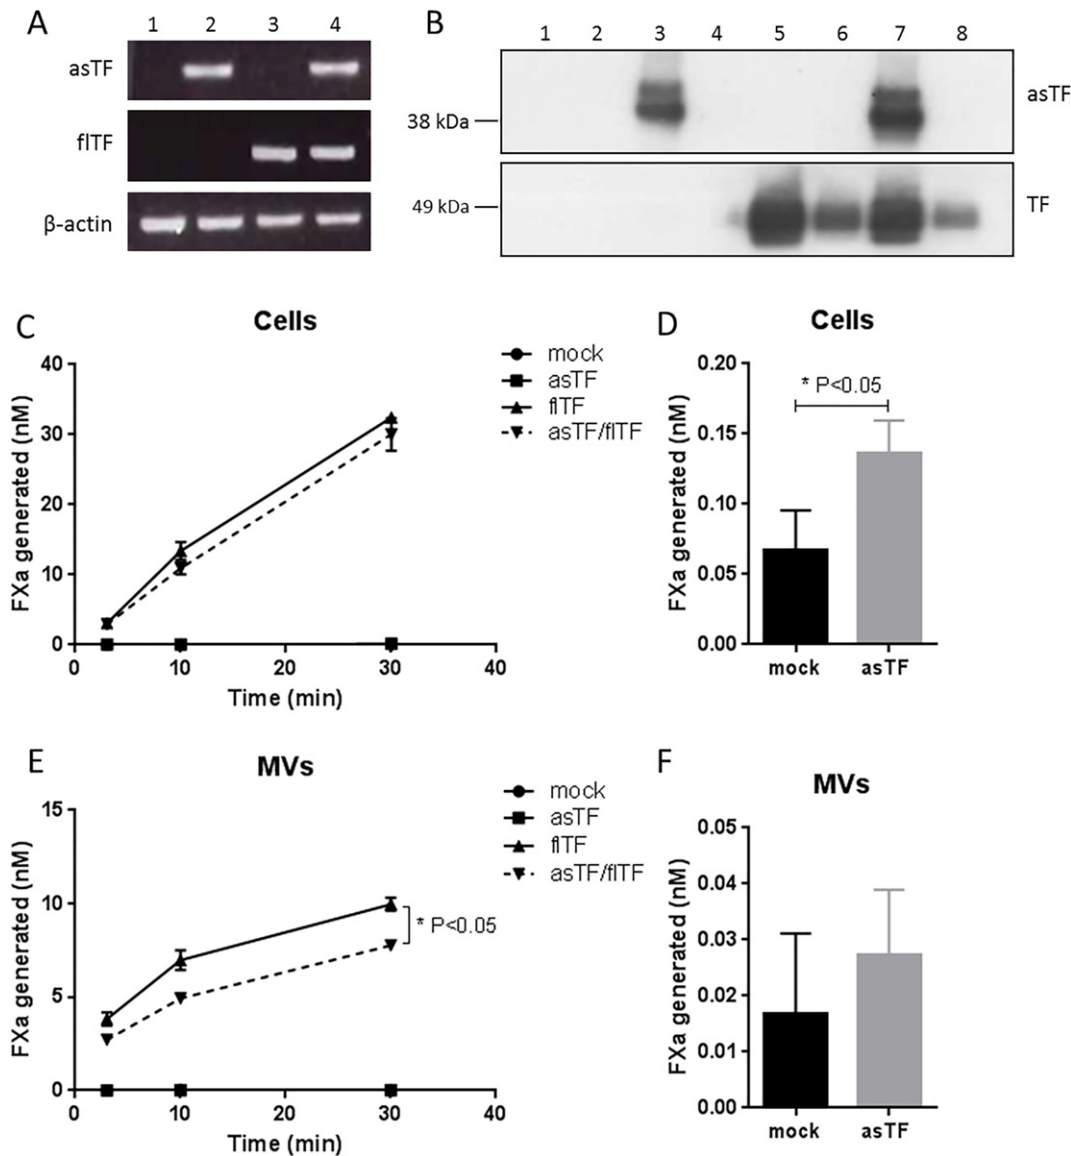 A
1 2 3 4
asTF
flTF
β-actin
B
1 2 3 4 5 6 7 8
asTF
38 kDa
49 kDa
TF
C
Cells
FXa generated (nM)
40
30
20
10
0
0 10 20 30 40
Time (min)
mock
asTF
flTF
asTF/flTF
D
Cells
FXa generated (nM)
0.20
0.15
0.10
0.05
0.00
* P<0.05
mock asTF
E
MVs
FXa generated (nM)
15
10
5
0
0 10 20 30 40
Time (min)
* P<0.05
mock
asTF
flTF
asTF/flTF
F
MVs
FXa generated (nM)
0.05
0.04
0.03
0.02
0.01
0.00
mock asTF